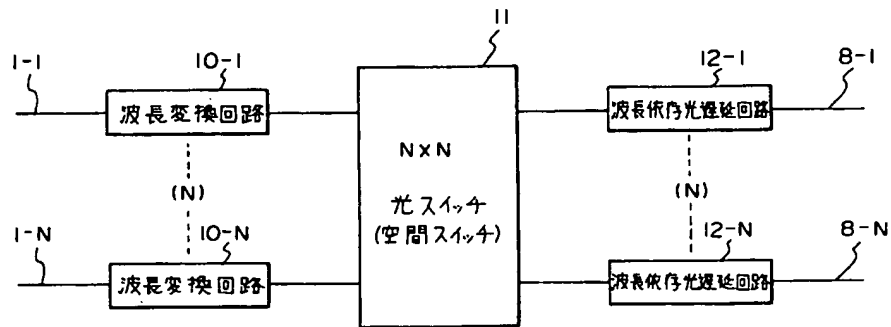 11
1-1
10-1
12-1
8-1
波長変換回路
波長依存光遅延回路
N×N
(N)
(N)
光スイッチ
(空間スイッチ)
1-N
10-N
12-N
8-N
波長変換回路
波長依存光遅延回路